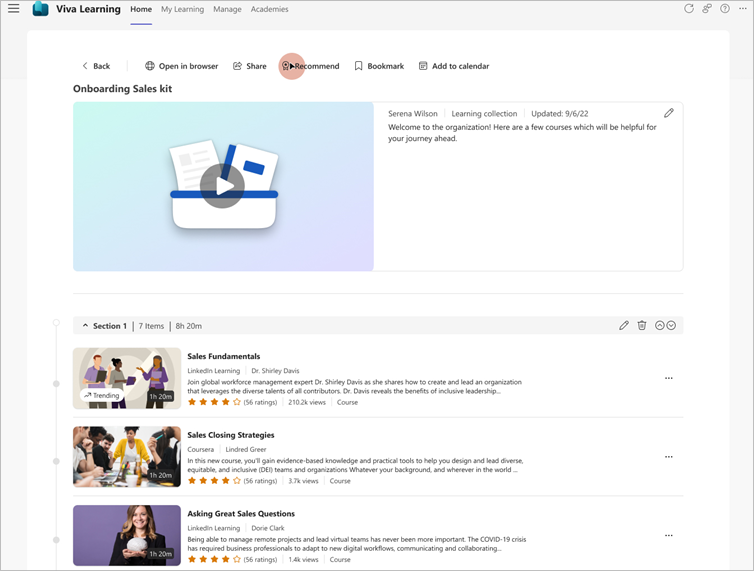 Viva Learning Home My Learning Manage Academies
Back Open in browser Share Recommend Bookmark Add to calendar
Onboarding Sales kit
Serena Wilson Learning collection Updated: 9/6/22
Welcome to the organization! Here are a few courses which will be helpful for
your journey ahead.
Section 1 7 Items 8h 20m
Sales Fundamentals
LinkedIn Learning Dr. Shirley Davis
Join global workforce management expert Dr. Shirley Davis as she shares how to create and lead an organization
that leverages the diverse talents of all contributors. Dr. Davis reveals the benefits of inclusive leadership...
Trending 1h 20m
(56 ratings) 210.2k views Course
Sales Closing Strategies
Coursera Lindred Greer
In this new course, you'll gain evidence-based knowledge and practical tools to help you design and lead diverse,
equitable, and inclusive (DEI) teams and organizations Whatever your background, and wherever in the world ...
1h 20m
(56 ratings) 3.7k views Course
Asking Great Sales Questions
LinkedIn Learning Dorie Clark
Being able to manage remote projects and lead virtual teams has never been more important. The COVID-19 crisis
has required business professionals to adapt to new digital workflows, communicating and collaborating...
1h 20m
(56 ratings) 1.4k views Course